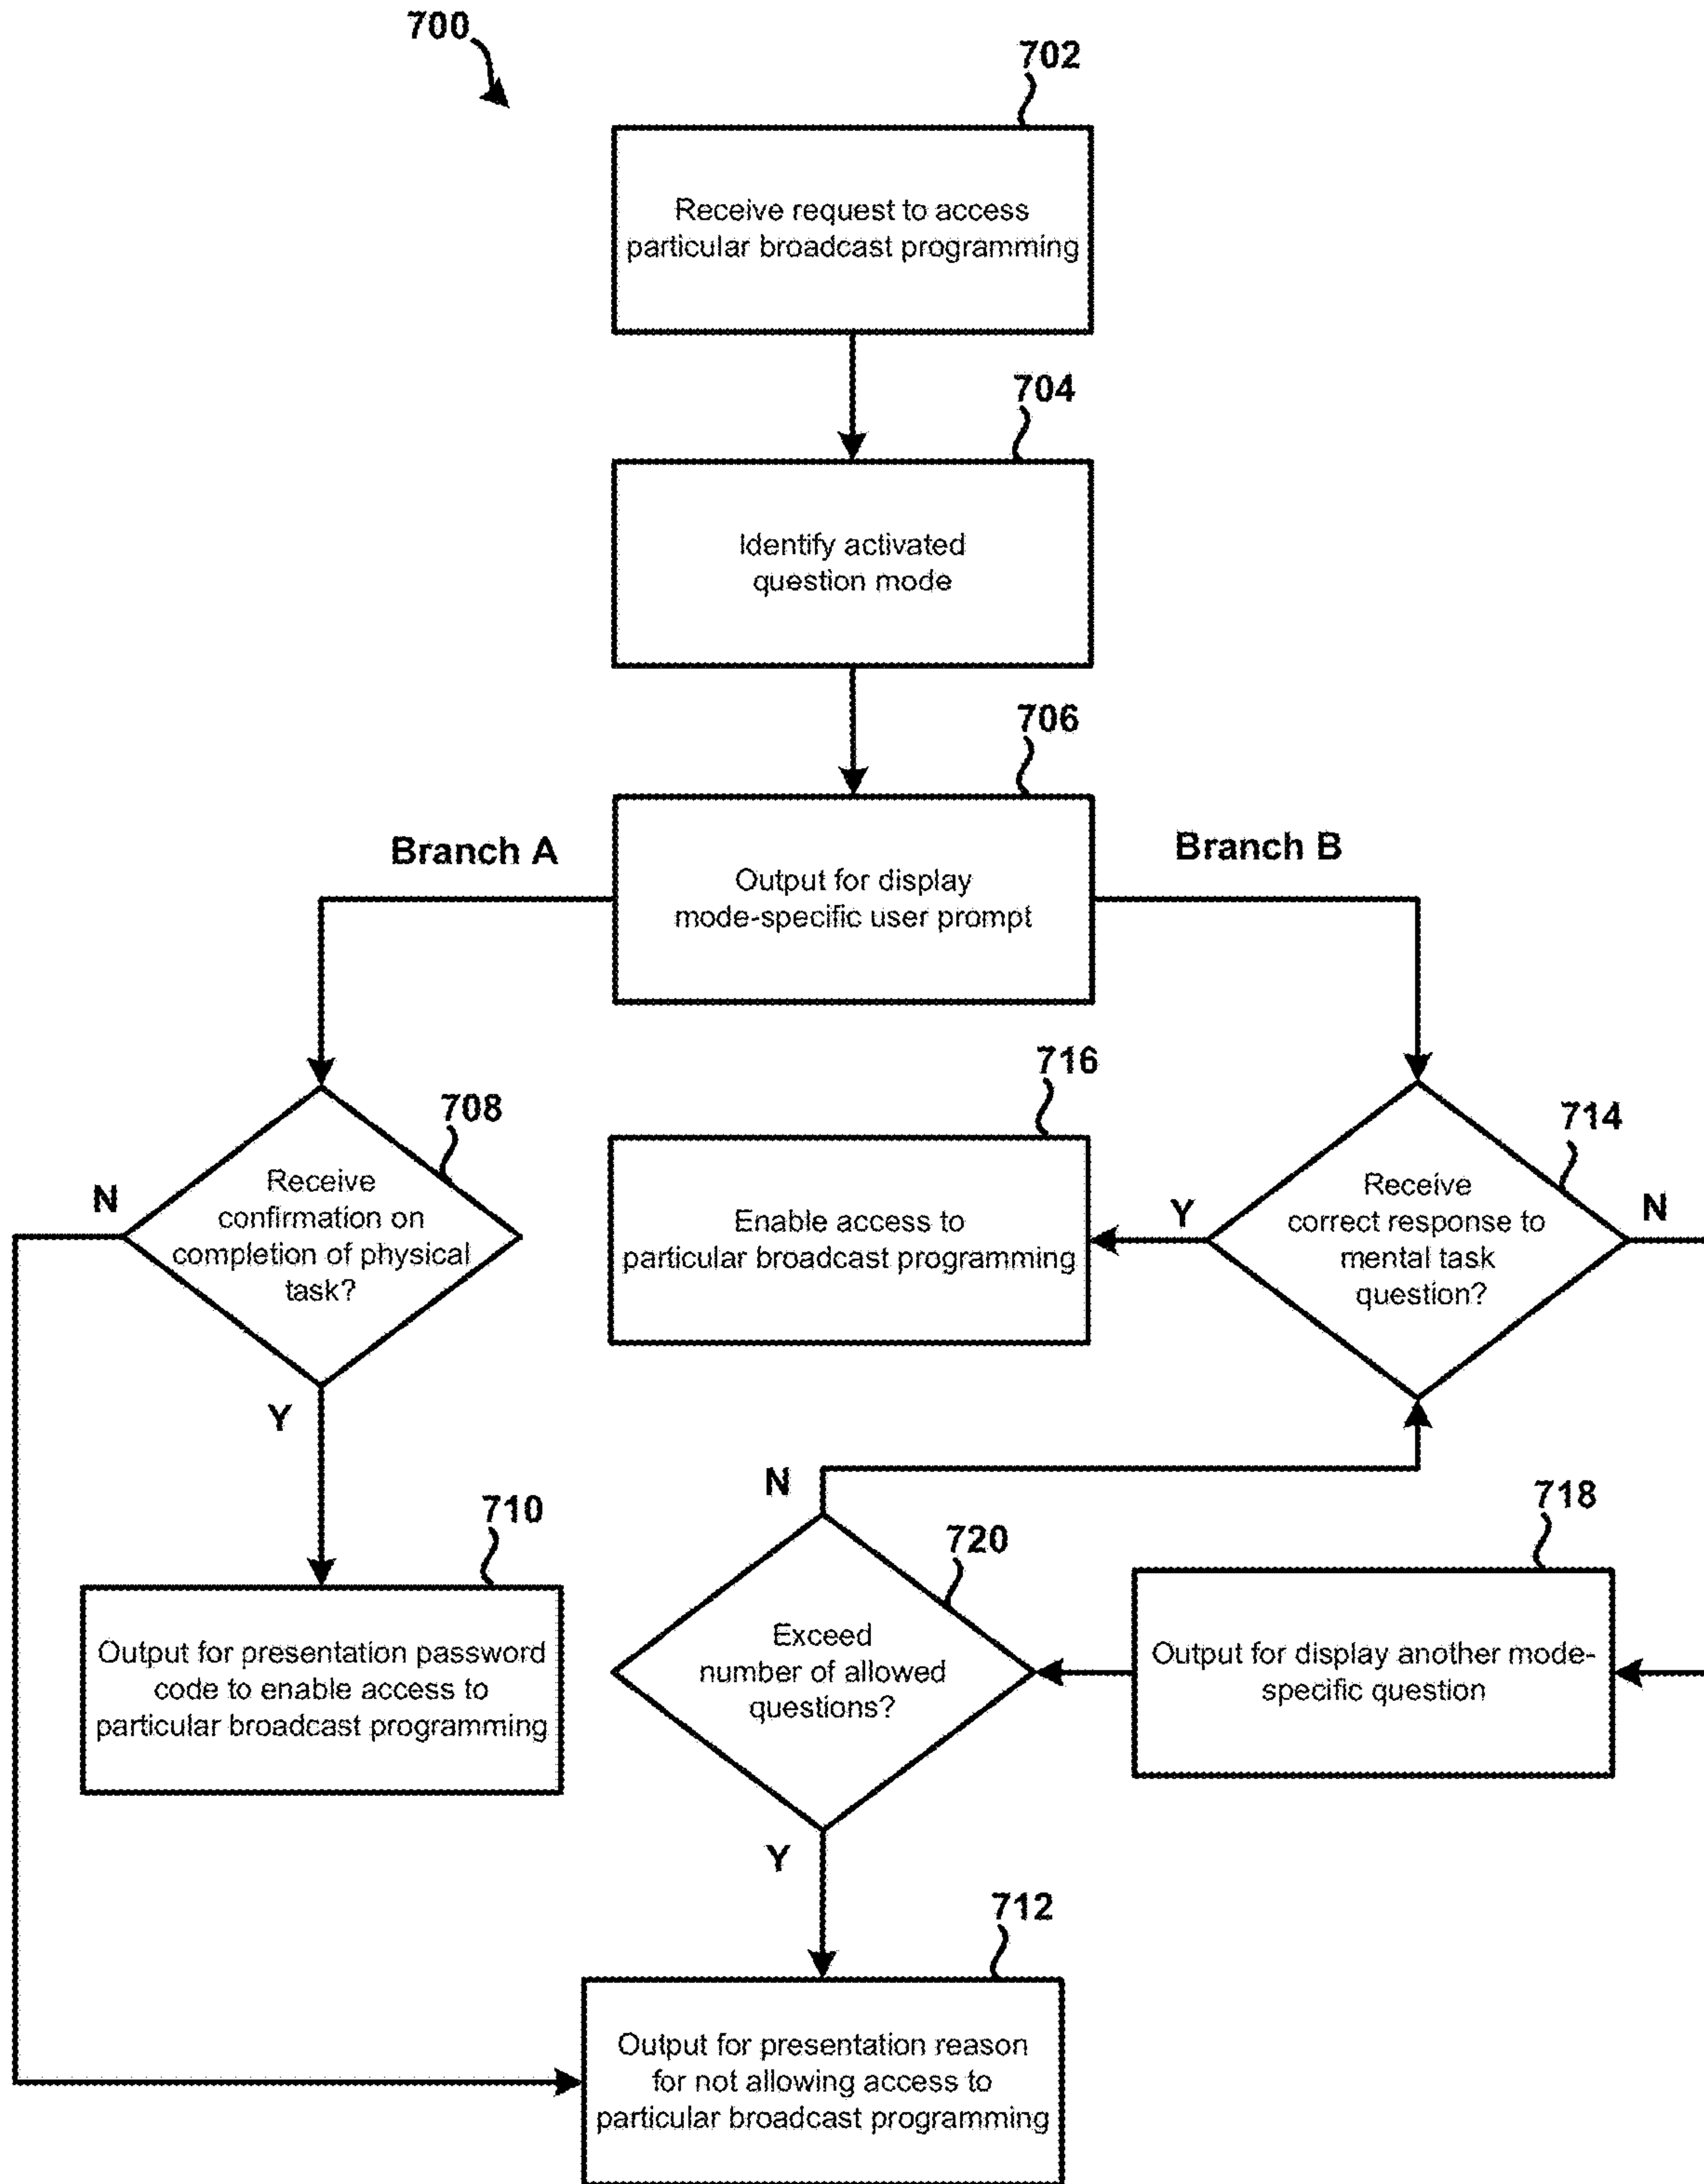 700
702
Receive request to access
particular broadcast programming
704
Identify activated
question mode
706
Branch A
Branch B
Output for display
mode-specific user prompt
716
708
714
N
Receive
confirmation on
completion of physical
task?
Enable access to
particular broadcast programming
Y
Receive
correct response to
mental task
question?
N
Y
N
710
720
718
Output for presentation password
code to enable access to
particular broadcast programming
Exceed
number of allowed
questions?
Output for display another mode-
specific question
Y
712
Output for presentation reason
for not allowing access to
particular broadcast programming